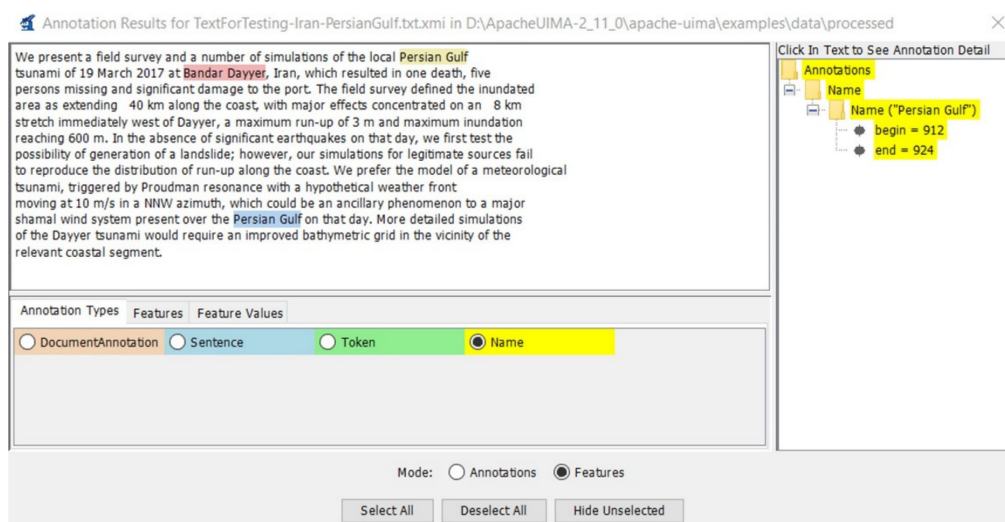 Annotation Results for TextForTesting-Iran-PersianGulf.txt.xmi in D:\ApacheUIMA-2_11_0\apache-uima\examples\data\processed
We present a field survey and a number of simulations of the local Persian Gulf
tsunami of 19 March 2017 at Bandar Dayyer, Iran, which resulted in one death, five
persons missing and significant damage to the port. The field survey defined the inundated
area as extending 40 km along the coast, with major effects concentrated on an 8 km
stretch immediately west of Dayyer, a maximum run-up of 3 m and maximum inundation
reaching 600 m. In the absence of significant earthquakes on that day, we first test the
possibility of generation of a landslide; however, our simulations for legitimate sources fail
to reproduce the distribution of run-up along the coast. We prefer the model of a meteorological
tsunami, triggered by Proudman resonance with a hypothetical weather front
moving at 10 m/s in a NNW azimuth, which could be an ancillary phenomenon to a major
shamal wind system present over the Persian Gulf on that day. More detailed simulations
of the Dayyer tsunami would require an improved bathymetric grid in the vicinity of the
relevant coastal segment.
Click In Text to See Annotation Detail
Annotations
Name
Name ("Persian Gulf")
begin = 912
end = 924
Annotation Types Features Feature Values
DocumentAnnotation Sentence Token Name
Mode: Annotations Features
Select All Deselect All Hide Unselected